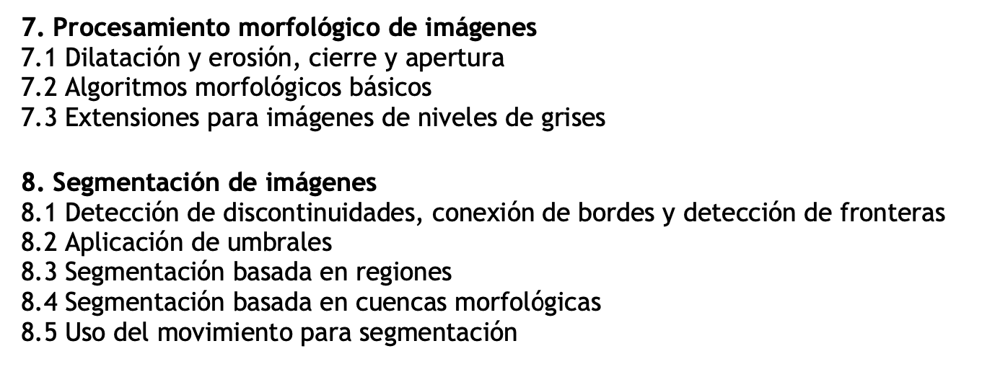 7. Procesamiento morfológico de imágenes
7.1 Dilatación y erosión, cierre y apertura
7.2 Algoritmos morfológicos básicos
7.3 Extensiones para imágenes de niveles de grises
8. Segmentación de imágenes
8.1 Detección de discontinuidades, conexión de bordes y detección de fronteras
8.2 Aplicación de umbrales
8.3 Segmentación basada en regiones
8.4 Segmentación basada en cuencas morfológicas
8.5 Uso del movimiento para segmentación